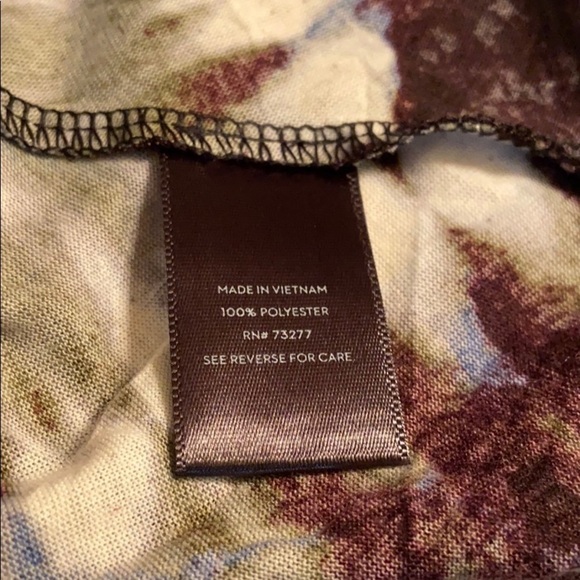 MADE IN VIETNAM
100% POLYESTER
RN# 73277
SEE REVERSE FOR CARE.